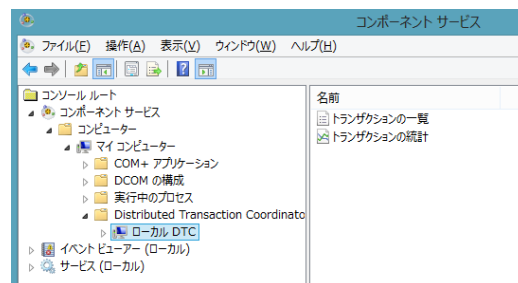 コンポーネント サービス
ファイル(F) 操作(A) 表示(V) ウィンドウ(W) ヘルプ(H)
コンソール ルート
コンポーネント サービス
コンピューター
マイ コンピューター
COM+ アプリケーション
DCOM の構成
実行中のプロセス
Distributed Transaction Coordinato
ローカル DTC
イベント ビューアー (ローカル)
サービス (ローカル)
名前
トランザクションの一覧
トランザクションの統計